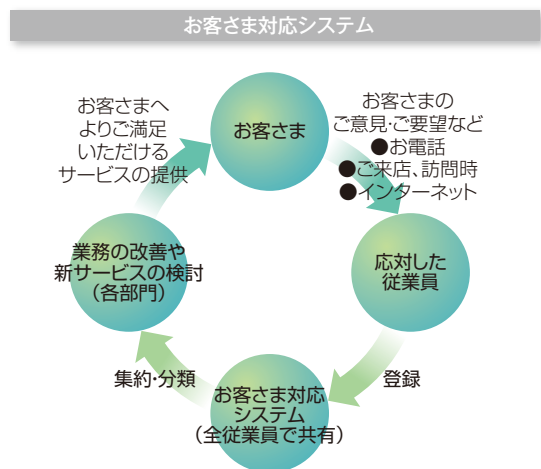 お客さま対応システム
お客さま
お客さまの
ご意見・ご要望など
●お電話
●ご来店、訪問時
●インターネット
応対した
従業員
登録
お客さま対応
システム
（全従業員で共有）
集約・分類
業務の改善や
新サービスの検討
（各部門）
お客さまへ
よりご満足
いただける
サービスの提供